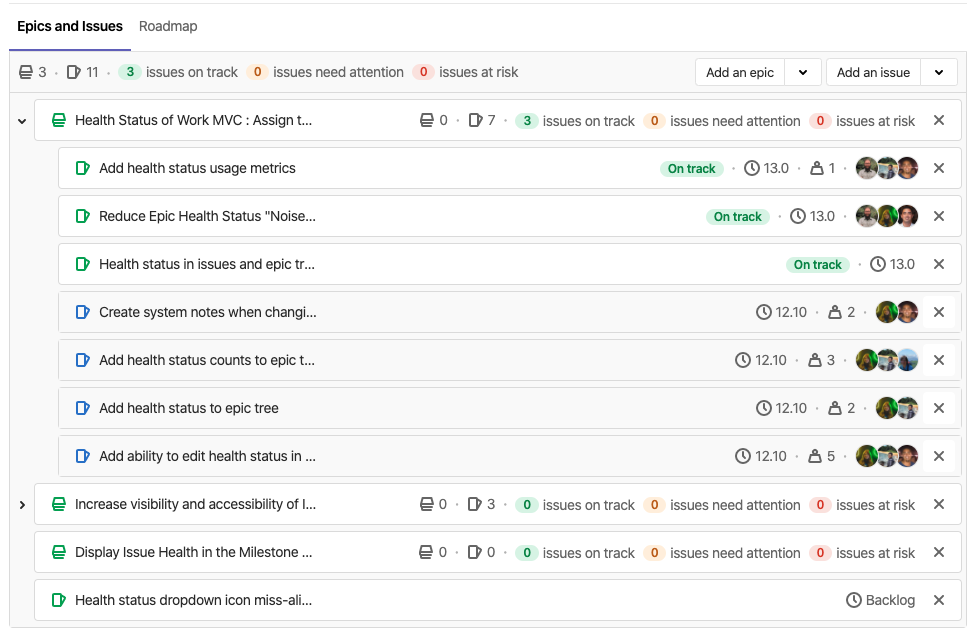 Epics and Issues Roadmap
3 · 11 · 3 issues on track 0 issues need attention 0 issues at risk Add an epic Add an issue
Health Status of Work MVC : Assign t... 0 · 7 · 3 issues on track 0 issues need attention 0 issues at risk
Add health status usage metrics On track · 13.0 · 1 ·
Reduce Epic Health Status "Noise... On track · 13.0 ·
Health status in issues and epic tr... On track · 13.0
Create system notes when changi... 12.10 · 2 ·
Add health status counts to epic t... 12.10 · 3 ·
Add health status to epic tree 12.10 · 2 ·
Add ability to edit health status in ... 12.10 · 5 ·
Increase visibility and accessibility of I... 0 · 3 · 0 issues on track 0 issues need attention 0 issues at risk
Display Issue Health in the Milestone ... 0 · 0 · 0 issues on track 0 issues need attention 0 issues at risk
Health status dropdown icon miss-ali... Backlog